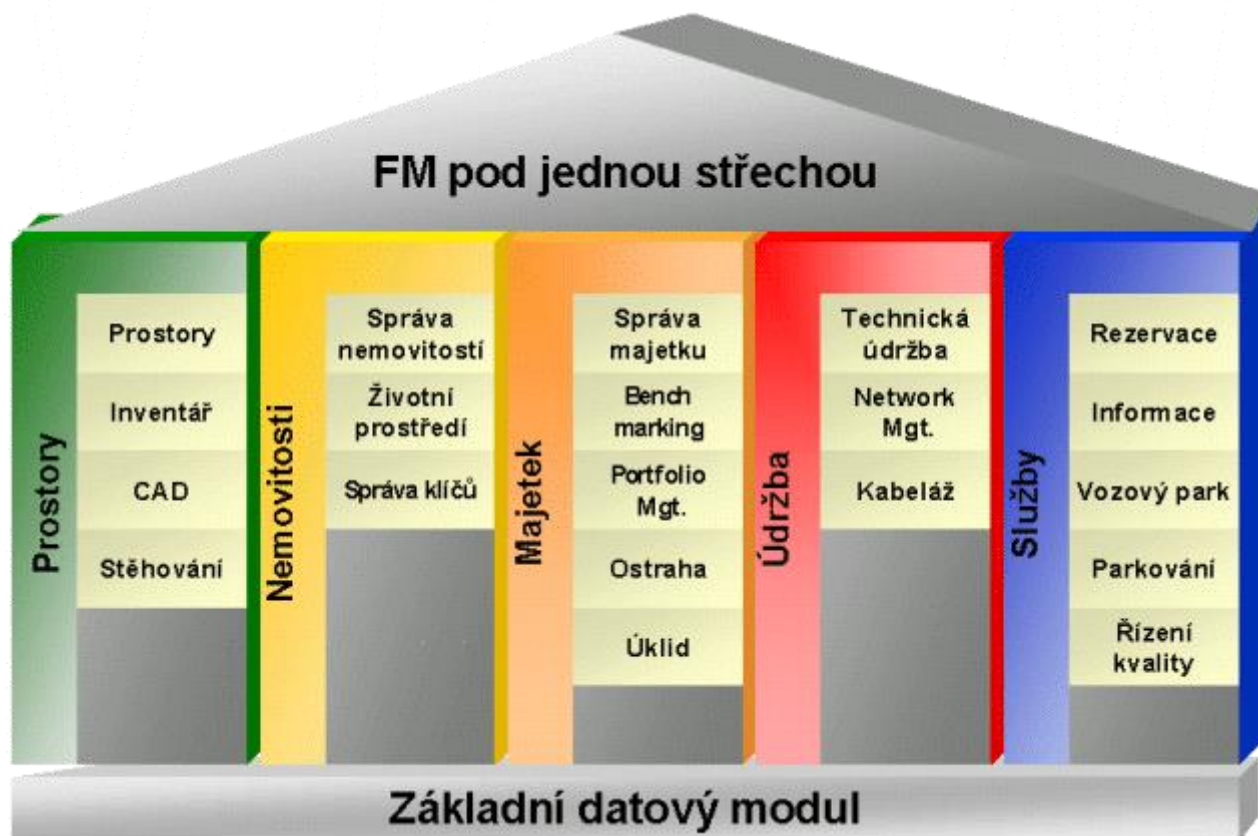 FM pod jednou střechou
Prostory
Prostory
Inventář
CAD
Stěhování
Nemovitosti
Správa
nemovitostí
Životní
prostředí
Správa klíčů
Majetek
Správa
majetku
Bench
marking
Portfolio
Mgt.
Ostraha
Úklid
Údržba
Technická
údržba
Network
Mgt.
Kabeláž
Služby
Rezervace
Informace
Vozový park
Parkování
Řízení
kvality
Základní datový modul